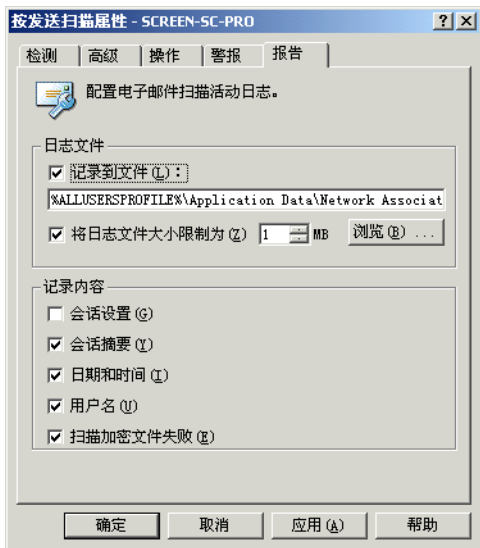 按发送扫描属性 - SCREEN-SC-PRO
检测 高级 操作 警报 报告
配置电子邮件扫描活动日志。
日志文件
记录到文件(L)：
%ALLUSERSPROFILE%\Application Data\Network Associat
将日志文件大小限制为(Z) 1 MB 浏览(B) ...
记录内容
会话设置(G)
会话摘要(Y)
日期和时间(I)
用户名(U)
扫描加密文件失败(E)
确定 取消 应用(A) 帮助